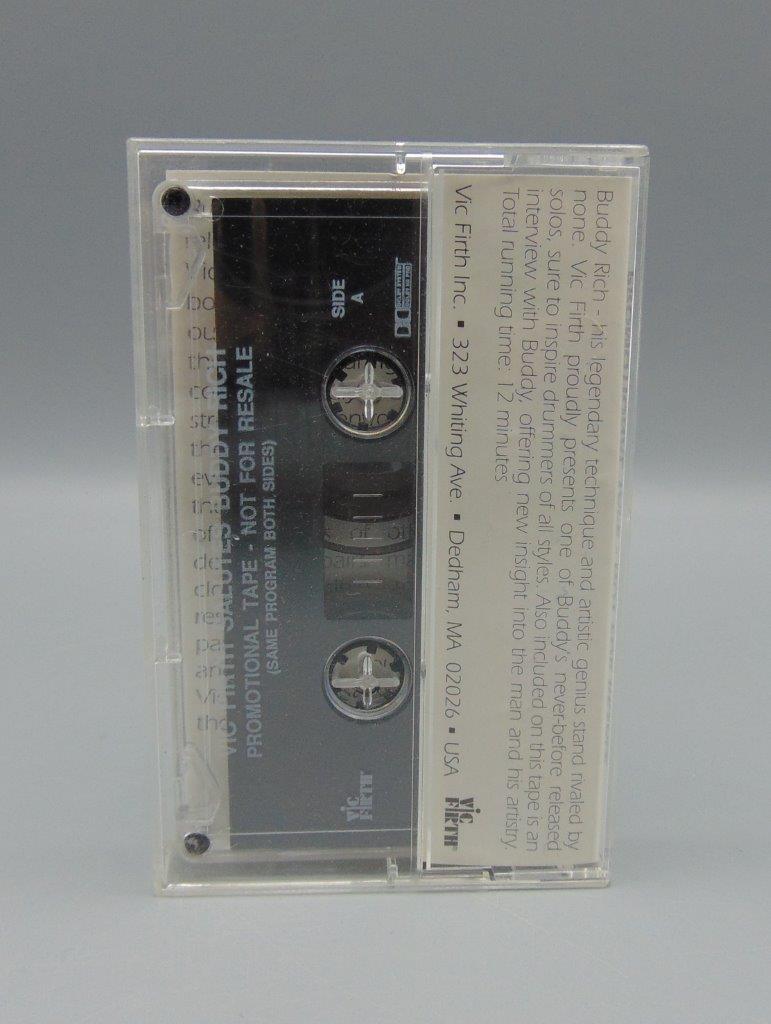 Buddy Rich - his legendary technique and artistic genius stand rivaled by
none. Vic Firth proudly presents one of Buddy's never-before released
solos, sure to inspire drummers of all styles. Also included on this tape is an
interview with Buddy, offering new insight into the man and his artistry.
Total running time: 12 minutes
Vic Firth Inc. ▪ 323 Whiting Ave. ▪ Dedham, MA 02026 ▪ USA
VIC FIRTH
VIC FIRTH SALUTES BUDDY RICH
PROMOTIONAL TAPE - NOT FOR RESALE
(SAME PROGRAM BOTH SIDES)
SIDE
A
VIC FIRTH